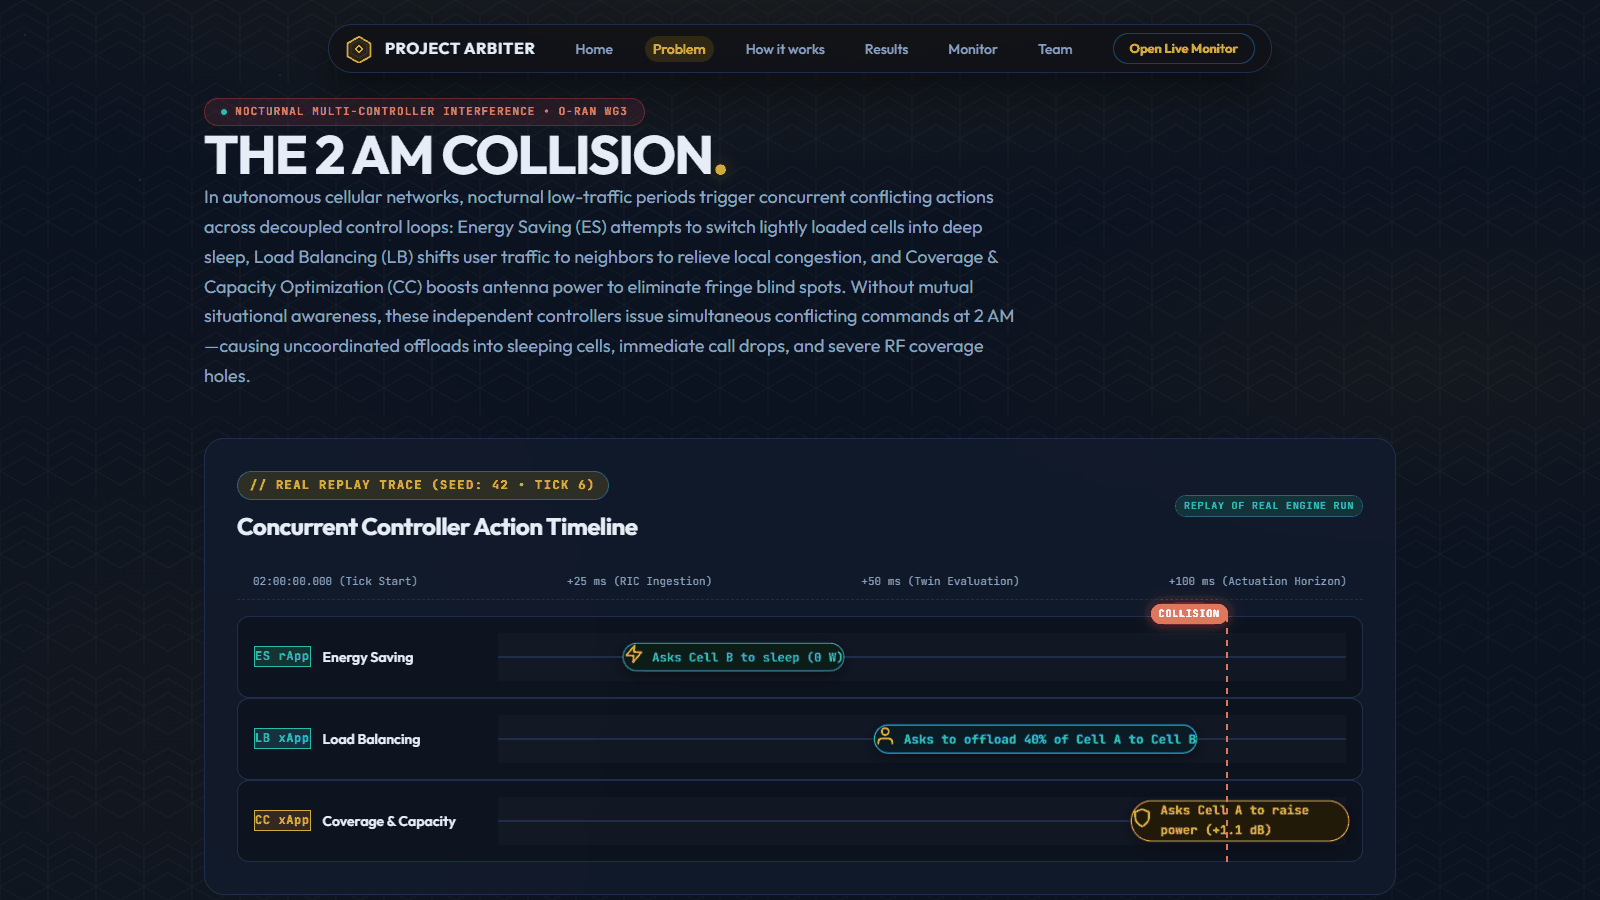 PROJECT ARBITER Home Problem How it works Results Monitor Team Open Live Monitor
NOCTURNAL MULTI-CONTROLLER INTERFERENCE • O-RAN WG3
THE 2 AM COLLISION.
In autonomous cellular networks, nocturnal low-traffic periods trigger concurrent conflicting actions
across decoupled control loops: Energy Saving (ES) attempts to switch lightly loaded cells into deep
sleep, Load Balancing (LB) shifts user traffic to neighbors to relieve local congestion, and Coverage &
Capacity Optimization (CC) boosts antenna power to eliminate fringe blind spots. Without mutual
situational awareness, these independent controllers issue simultaneous conflicting commands at 2 AM
—causing uncoordinated offloads into sleeping cells, immediate call drops, and severe RF coverage
holes.
// REAL REPLAY TRACE (SEED: 42 • TICK 6)
REPLAY OF REAL ENGINE RUN
Concurrent Controller Action Timeline
02:00:00.000 (Tick Start) +25 ms (RIC Ingestion) +50 ms (Twin Evaluation) +100 ms (Actuation Horizon)
COLLISION
ES rApp Energy Saving Asks Cell B to sleep (0 W)
LB xApp Load Balancing Asks to offload 40% of Cell A to Cell B
CC xApp Coverage & Capacity Asks Cell A to raise
power (+1.1 dB)